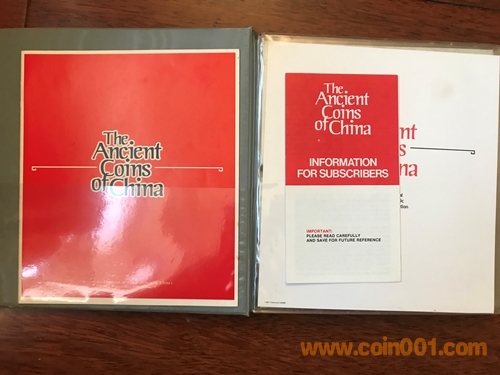 The
Ancient
Coins
of China
The
Ancient
Coins
of China
INFORMATION
FOR SUBSCRIBERS
IMPORTANT:
PLEASE READ CAREFULLY
AND SAVE FOR FUTURE REFERENCE
www.coin001.com